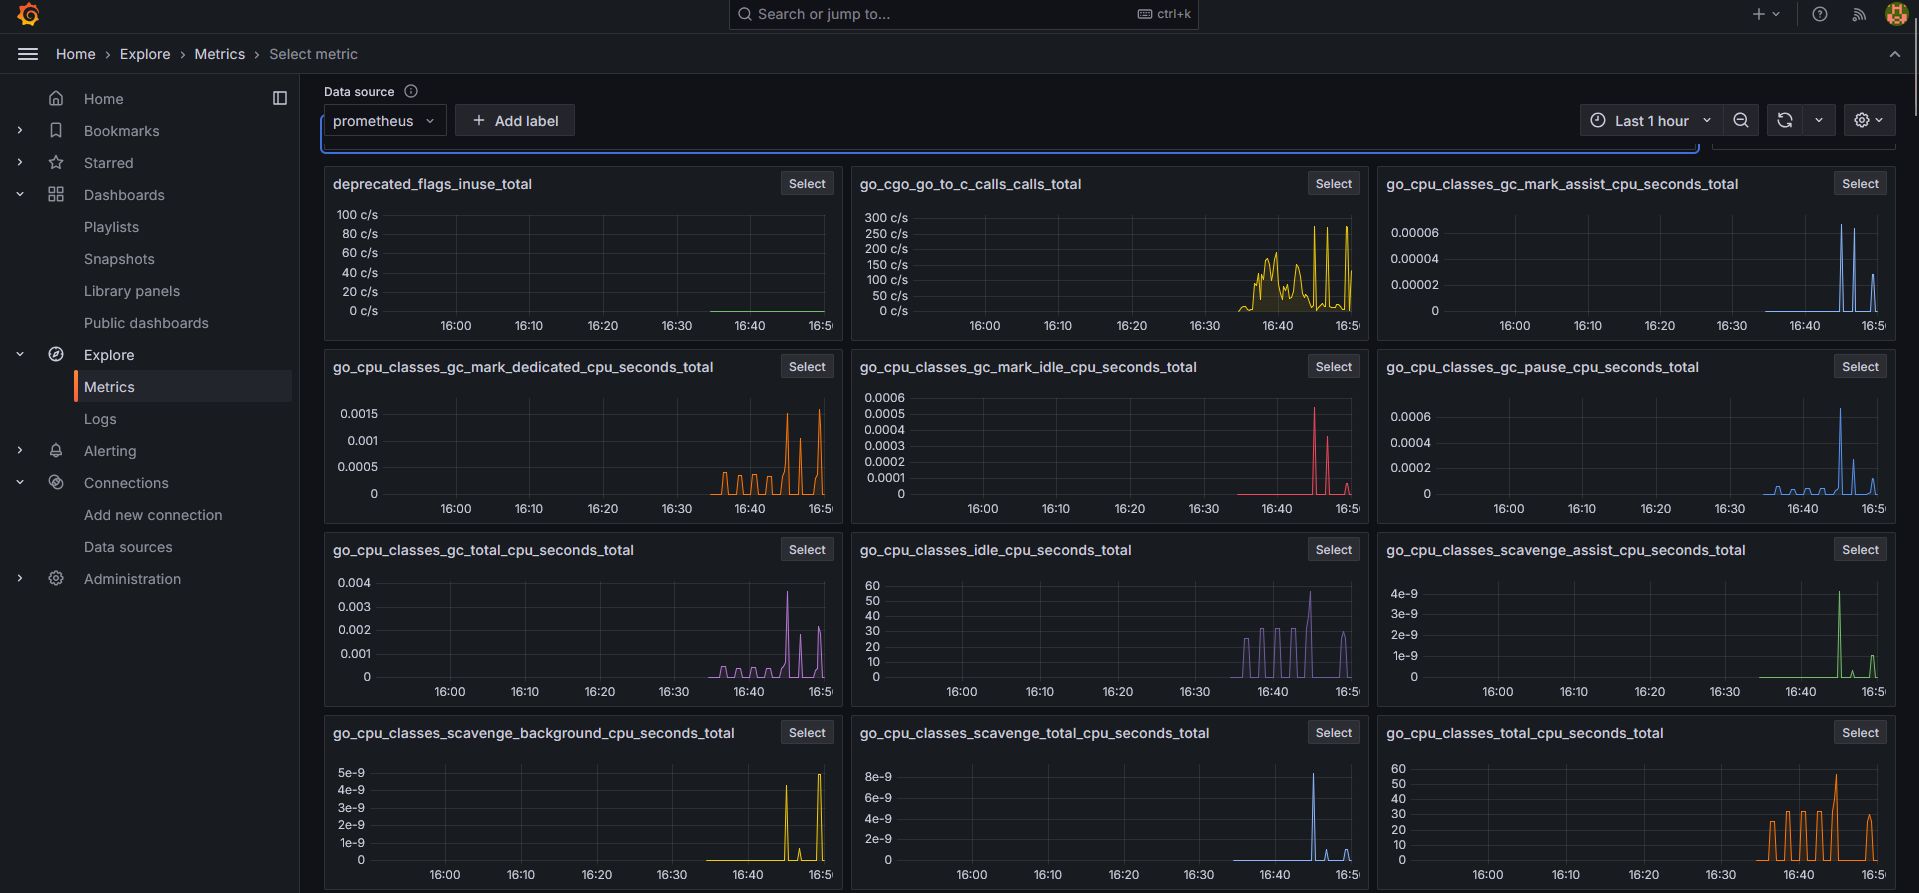 Search or jump to...
ctrl+k
Home › Explore › Metrics › Select metric
Home
Bookmarks
Starred
Dashboards
Playlists
Snapshots
Library panels
Public dashboards
Explore
Metrics
Logs
Alerting
Connections
Add new connection
Data sources
Administration
Data source
prometheus
+ Add label
Last 1 hour
deprecated_flags_inuse_total
Select
100 c/s
80 c/s
60 c/s
40 c/s
20 c/s
0 c/s
16:00 16:10 16:20 16:30 16:40 16:50
go_cgo_go_to_c_calls_calls_total
Select
300 c/s
250 c/s
200 c/s
150 c/s
100 c/s
50 c/s
0 c/s
16:00 16:10 16:20 16:30 16:40 16:50
go_cpu_classes_gc_mark_assist_cpu_seconds_total
Select
0.00006
0.00004
0.00002
0
16:00 16:10 16:20 16:30 16:40 16:50
go_cpu_classes_gc_mark_dedicated_cpu_seconds_total
Select
0.0015
0.001
0.0005
0
16:00 16:10 16:20 16:30 16:40 16:50
go_cpu_classes_gc_mark_idle_cpu_seconds_total
Select
0.0006
0.0005
0.0004
0.0003
0.0002
0.0001
0
16:00 16:10 16:20 16:30 16:40 16:50
go_cpu_classes_gc_pause_cpu_seconds_total
Select
0.0006
0.0004
0.0002
0
16:00 16:10 16:20 16:30 16:40 16:50
go_cpu_classes_gc_total_cpu_seconds_total
Select
0.004
0.003
0.002
0.001
0
16:00 16:10 16:20 16:30 16:40 16:50
go_cpu_classes_idle_cpu_seconds_total
Select
60
50
40
30
20
10
0
16:00 16:10 16:20 16:30 16:40 16:50
go_cpu_classes_scavenge_assist_cpu_seconds_total
Select
4e-9
3e-9
2e-9
1e-9
0
16:00 16:10 16:20 16:30 16:40 16:50
go_cpu_classes_scavenge_background_cpu_seconds_total
Select
5e-9
4e-9
3e-9
2e-9
1e-9
0
16:00 16:10 16:20 16:30 16:40 16:50
go_cpu_classes_scavenge_total_cpu_seconds_total
Select
8e-9
6e-9
4e-9
2e-9
0
16:00 16:10 16:20 16:30 16:40 16:50
go_cpu_classes_total_cpu_seconds_total
Select
60
50
40
30
20
10
0
16:00 16:10 16:20 16:30 16:40 16:50